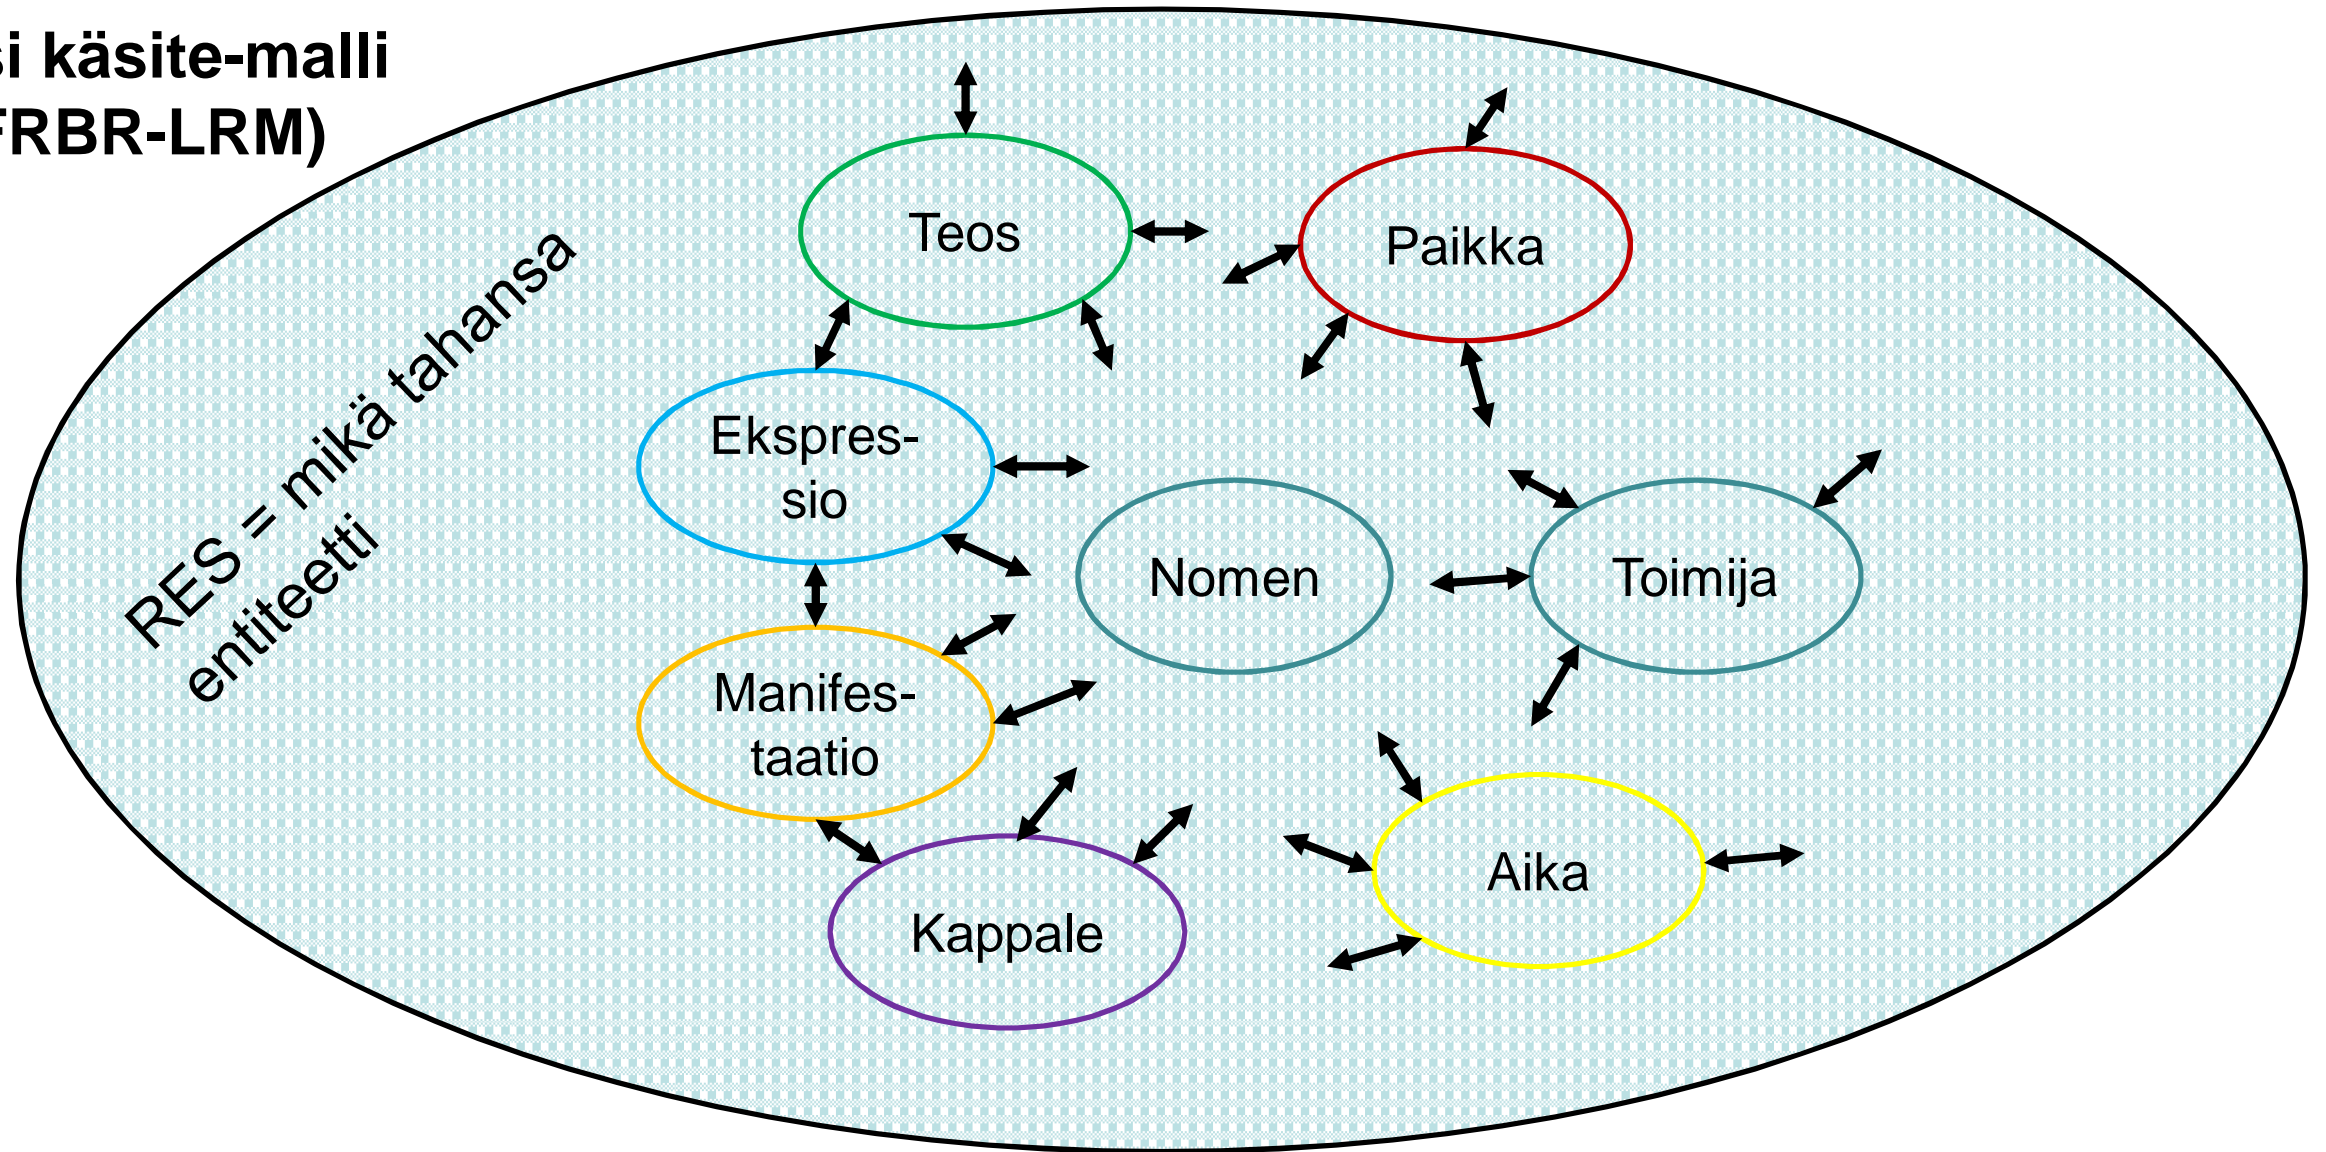 si käsite-malli
FRBR-LRM)
Teos
Paikka
RES = mikä tahansa
entiteetti
Ekspres-
sio
Nomen
Toimija
Manifes-
taatio
Aika
Kappale